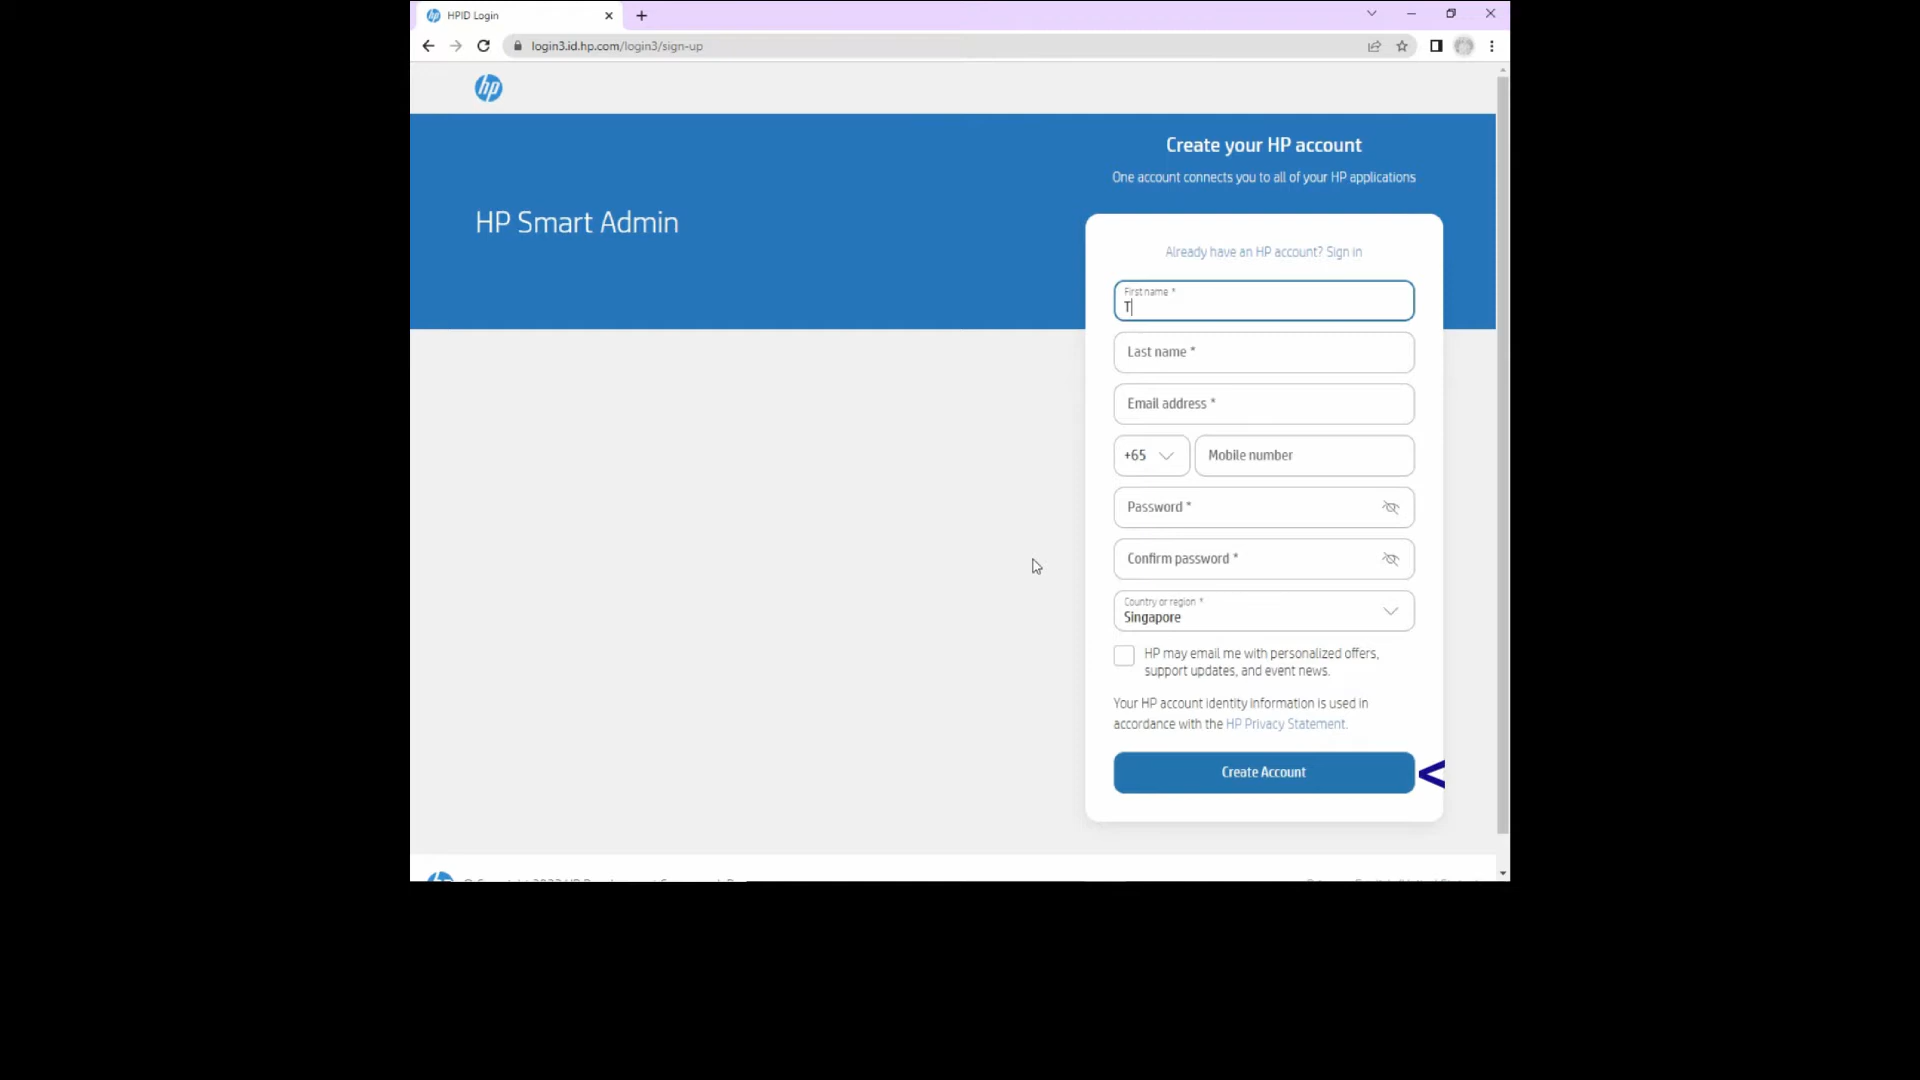 HPID Login
login3.id.hp.com/login3/sign-up
hp
Create your HP account
One account connects you to all of your HP applications
HP Smart Admin
Already have an HP account? Sign in
First name *
T
Last name *
Email address *
+65 Mobile number
Password *
Confirm password *
Country or region *
Singapore
HP may email me with personalized offers,
support updates, and event news.
Your HP account identity information is used in
accordance with the HP Privacy Statement.
Create Account <